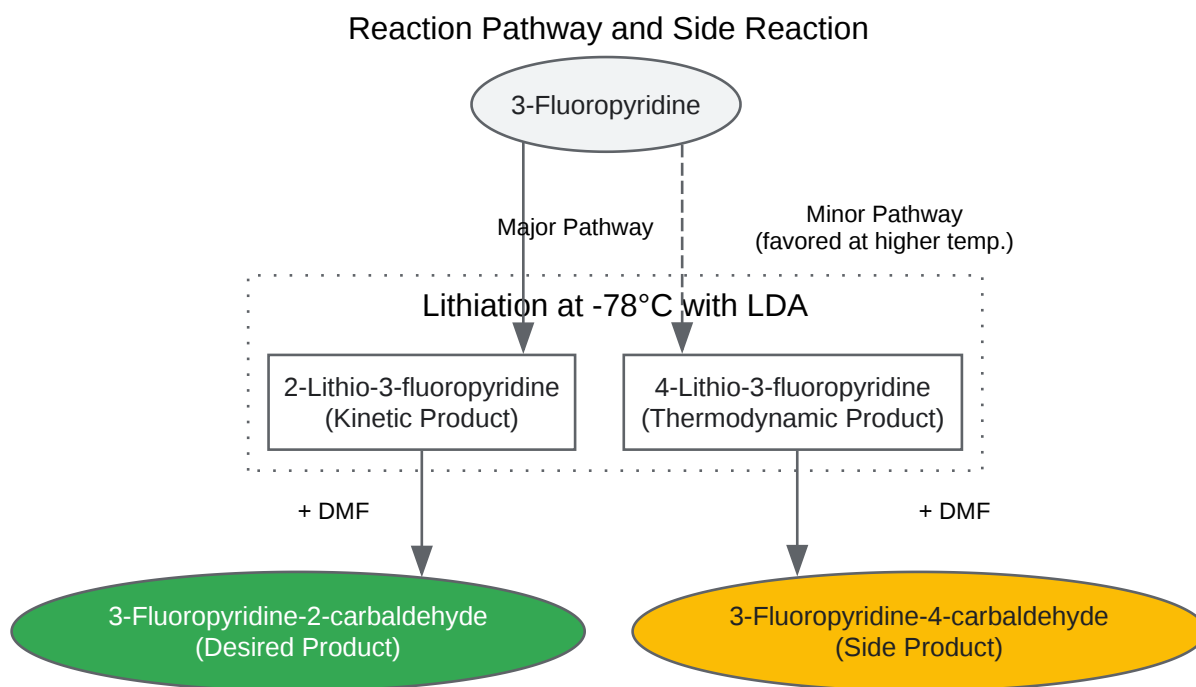 Reaction Pathway and Side Reaction
3-Fluoropyridine
Major Pathway
Minor Pathway
(favored at higher temp.)
Lithiation at -78°C with LDA
2-Lithio-3-fluoropyridine
(Kinetic Product)
4-Lithio-3-fluoropyridine
(Thermodynamic Product)
+ DMF
+ DMF
3-Fluoropyridine-2-carbaldehyde
(Desired Product)
3-Fluoropyridine-4-carbaldehyde
(Side Product)